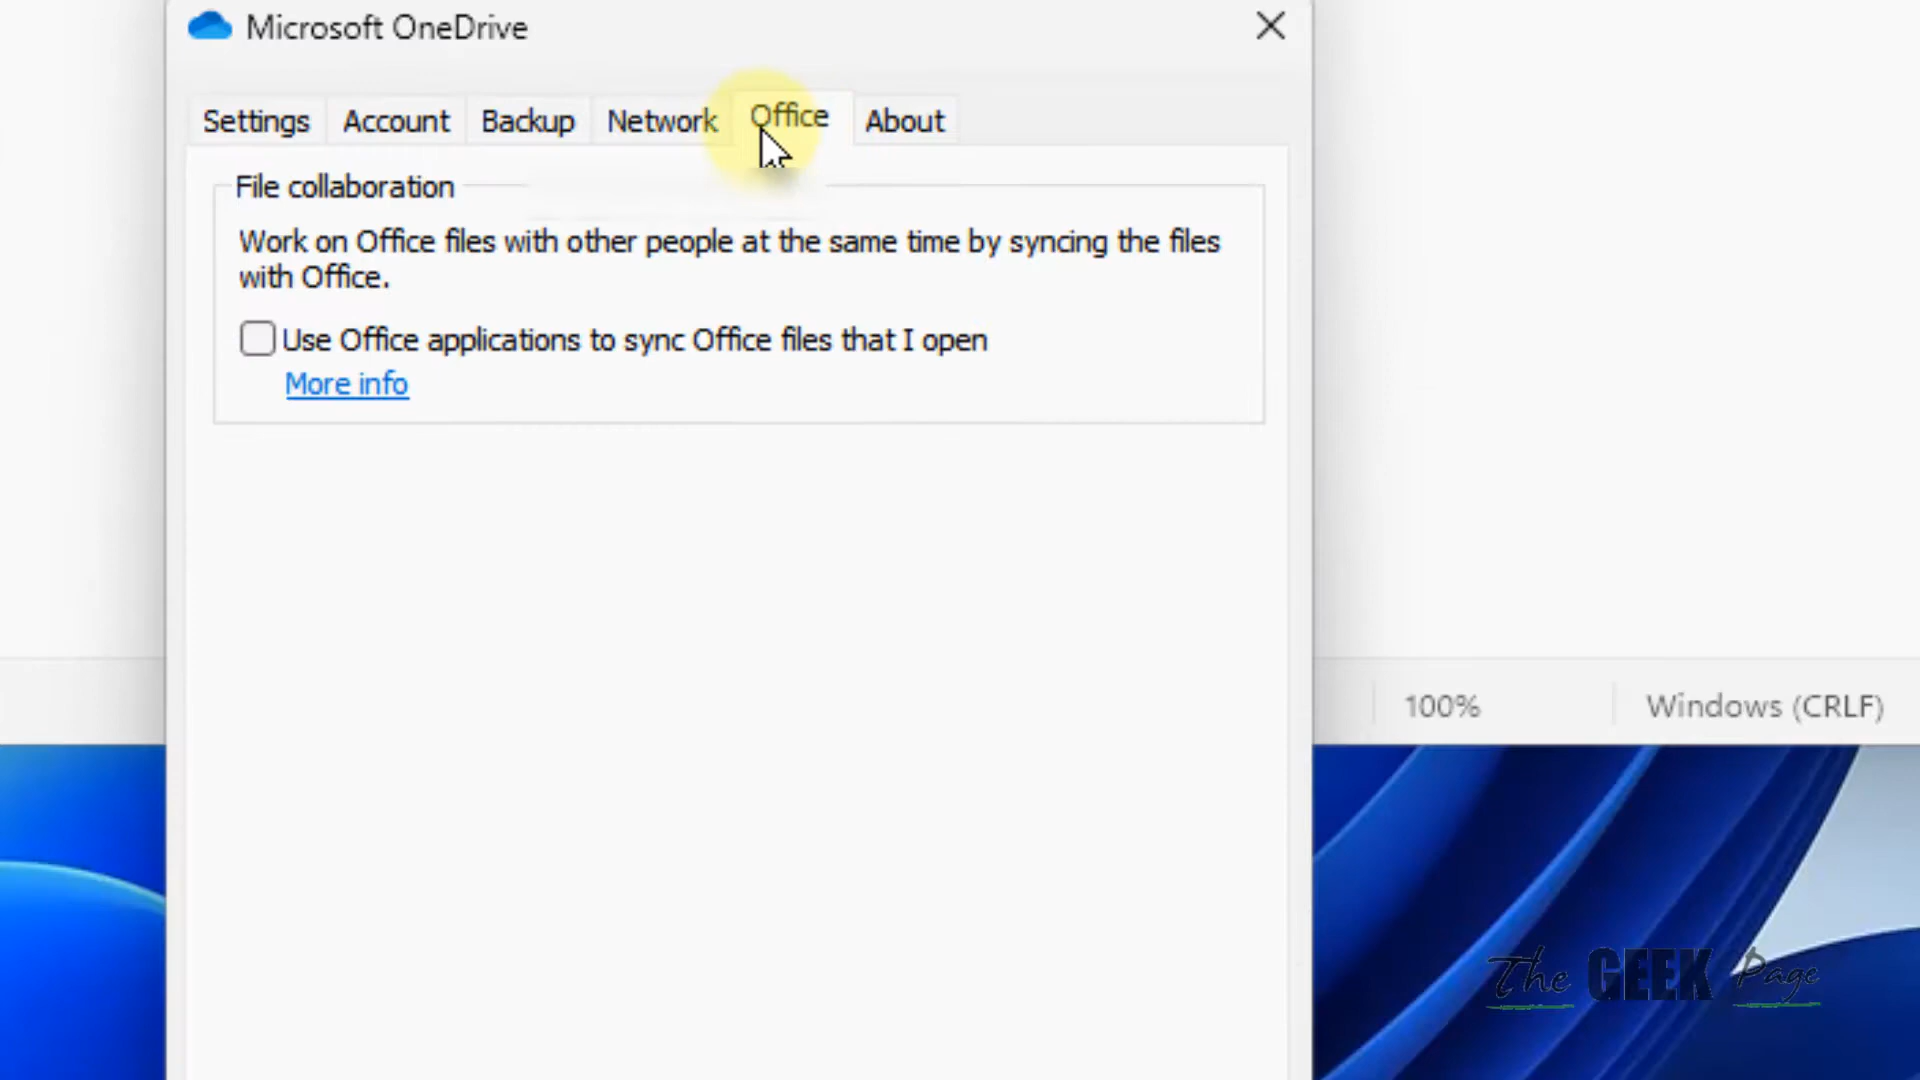 Microsoft OneDrive
Settings Account Backup Network Office About
File collaboration
Work on Office files with other people at the same time by syncing the files
with Office.
Use Office applications to sync Office files that I open
More info
100% Windows (CRLF)
The GEEK Page